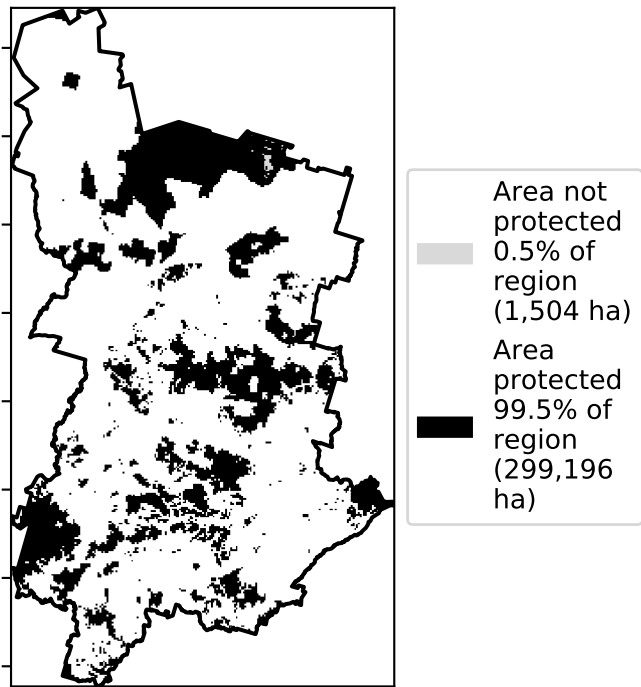 Area not
protected
0.5% of
region
(1,504 ha)
Area
protected
99.5% of
region
(299,196
ha)